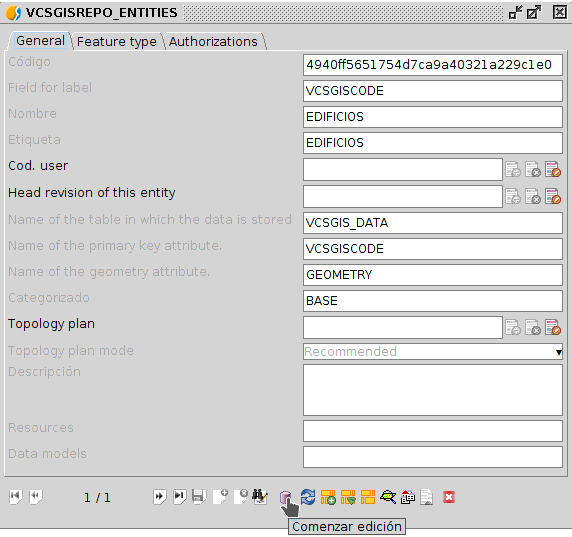 VCSGISREPO_ENTITIES
General Feature type Authorizations
Código 4940ff5651754d7ca9a40321a229c1e0
Field for label VCSGISCODE
Nombre EDIFICIOS
Etiqueta EDIFICIOS
Cod. user
Head revision of this entity
Name of the table in which the data is stored VCSGIS_DATA
Name of the primary key attribute. VCSGISCODE
Name of the geometry attribute. GEOMETRY
Categorizado BASE
Topology plan
Topology plan mode Recommended
Descripción
Resources
Data models
1 / 1
Comenzar edición